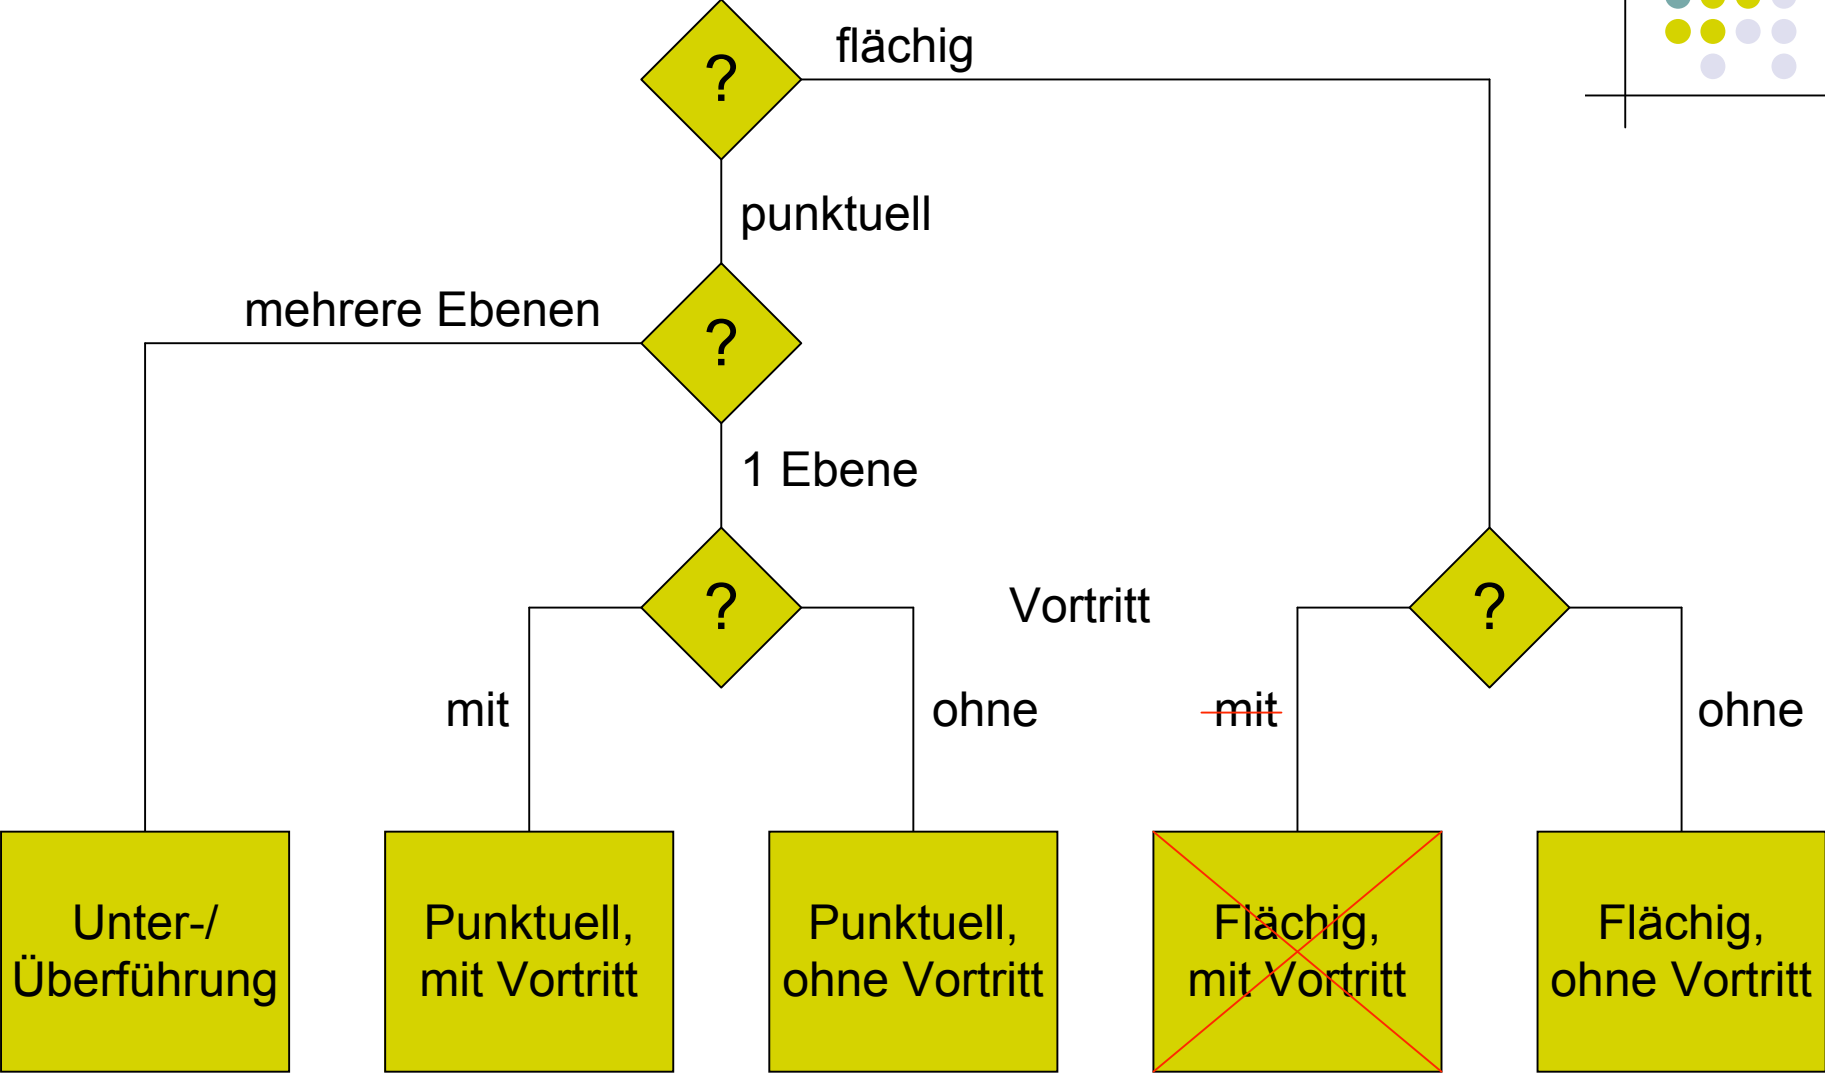 flächig
?
punktuell
mehrere Ebenen
?
1 Ebene
?
Vortritt
?
mit
ohne
mit
ohne
Unter-/
Überführung
Punktuell,
mit Vortritt
Punktuell,
ohne Vortritt
Flächig,
mit Vortritt
Flächig,
ohne Vortritt